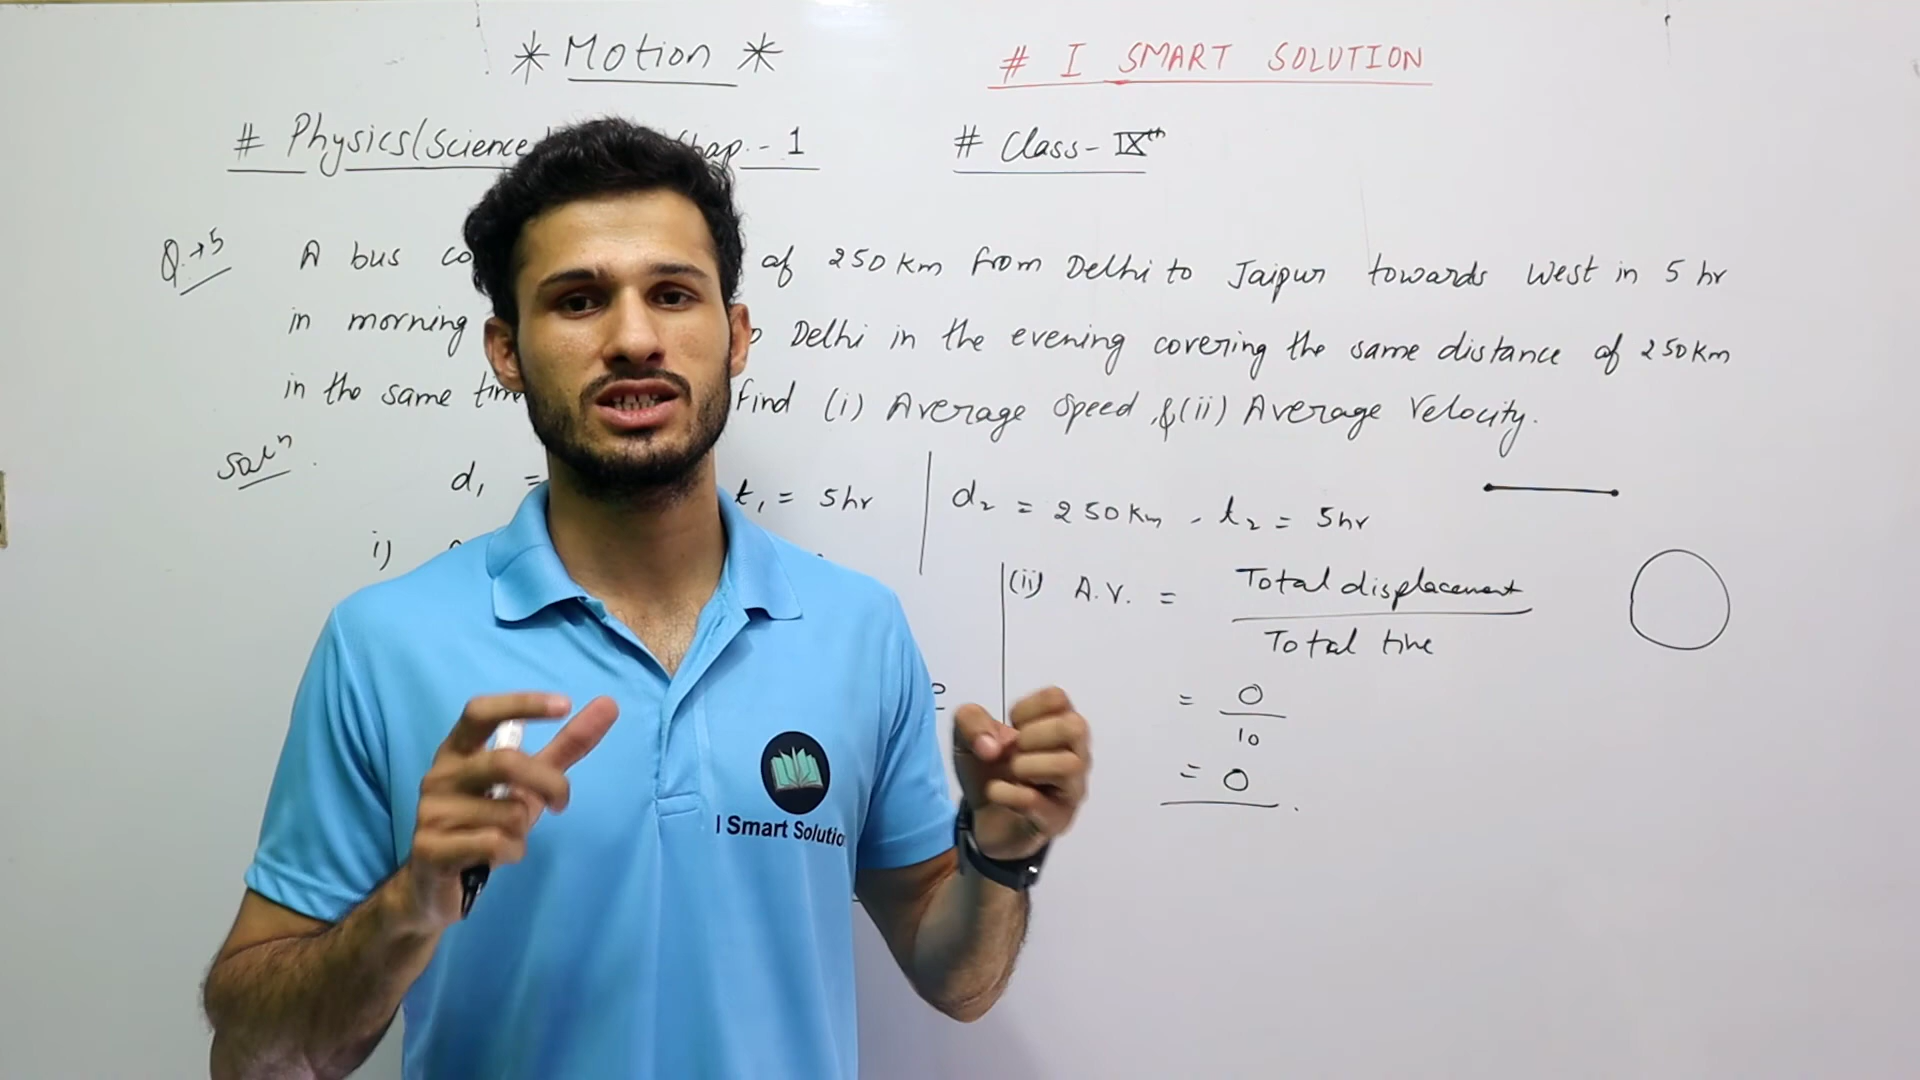 * Motion *
# I SMART SOLUTION
# Physics (Science Chap. - 1
# Class - IXth
Q.→5 A bus of 250 Km from Delhi to Jaipur towards West in 5 hr
in morning Delhi in the evening covering the same distance of 250 Km
in the same find (i) Average Speed & (ii) Average Velocity.
Solⁿ.
d₁ = t₁ = 5hr d₂ = 250 Km, t₂ = 5hr
i)
(ii) A.V. = Total displacement
Total time
= 0
10
= 0
I Smart Solution